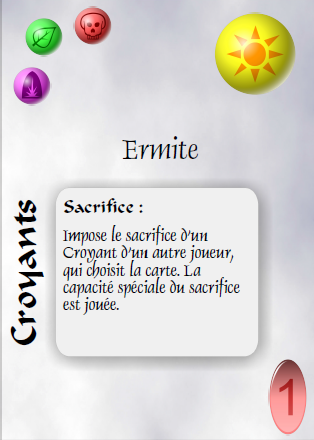 Ermite
Croyants
Sacrifice :
Impose le sacrifice d'un
Croyant d'un autre joueur,
qui choisit la carte. La
capacité spéciale du sacrifice
est jouée.
1